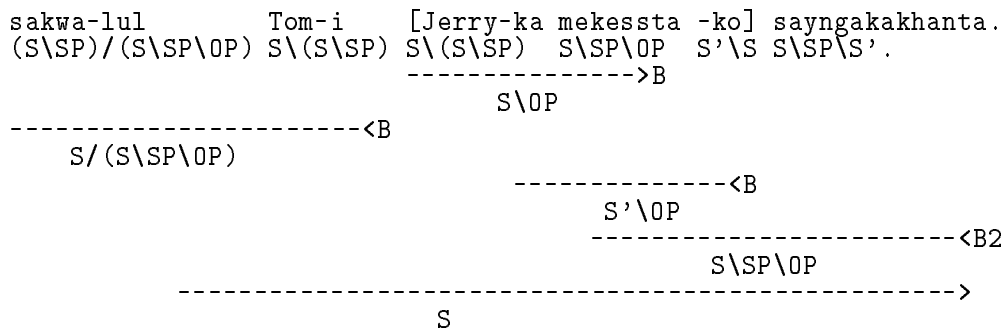 sakwa-lul Tom-i [Jerry-ka mekessta -ko] sayngakakhanta.
(S\SP)/(S\SP\OP) S\(S\SP) S\(S\SP) S\SP\OP S'\S S\SP\S'.
--------------->B
S\OP
-----------------------<B
S/(S\SP\OP)
--------------<B
S'\OP
------------------------<B2
S\SP\OP
---------------------------------------->
S